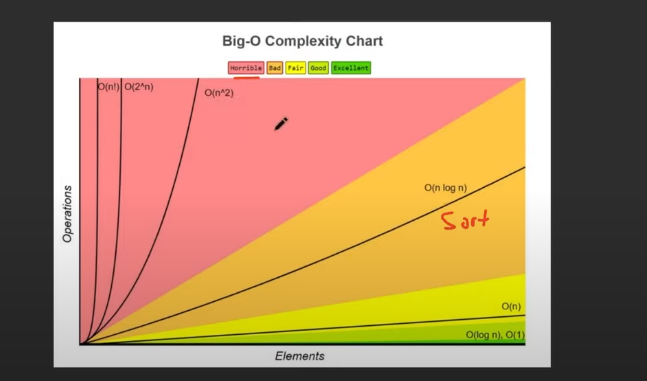 Big-O Complexity Chart
Horrible Bad Fair Good Excellent
O(n!) O(2^n) O(n^2)
O(n log n)
Sort
O(n)
O(log n), O(1)
Operations
Elements